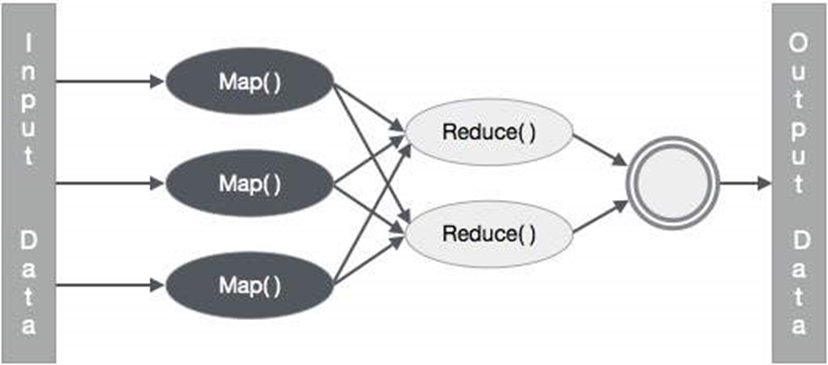 Input Data
Map( )
Map( )
Map( )
Reduce( )
Reduce( )
Output Data